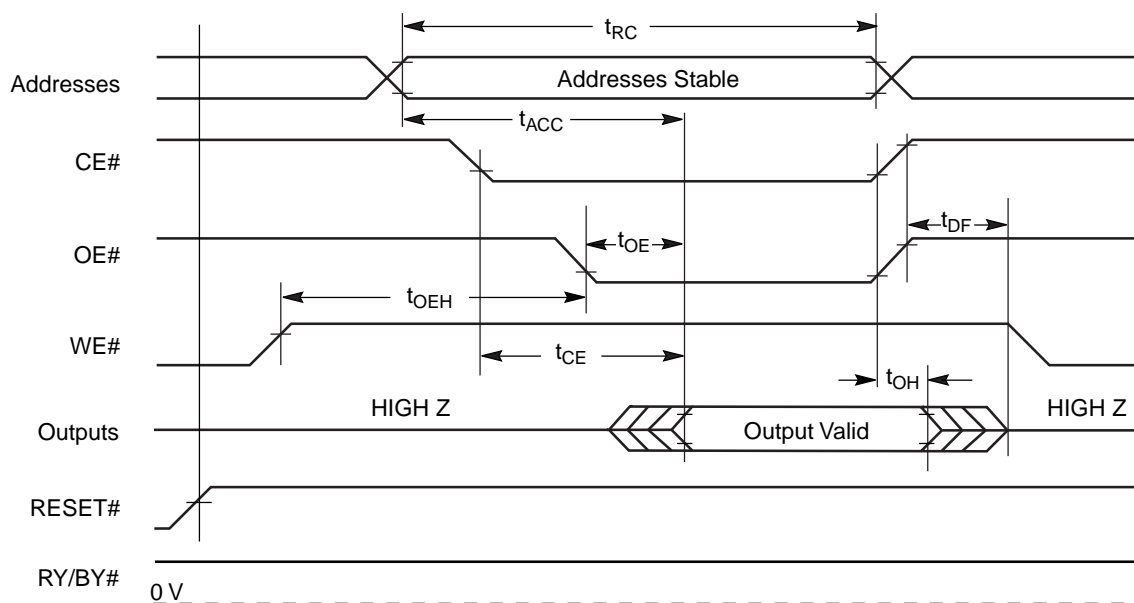 tRC
Addresses
Addresses Stable
tACC
CE#
tDF
OE#
tOE
tOEH
WE#
tCE
tOH
HIGH Z
HIGH Z
Outputs
Output Valid
RESET#
RY/BY#
0 V